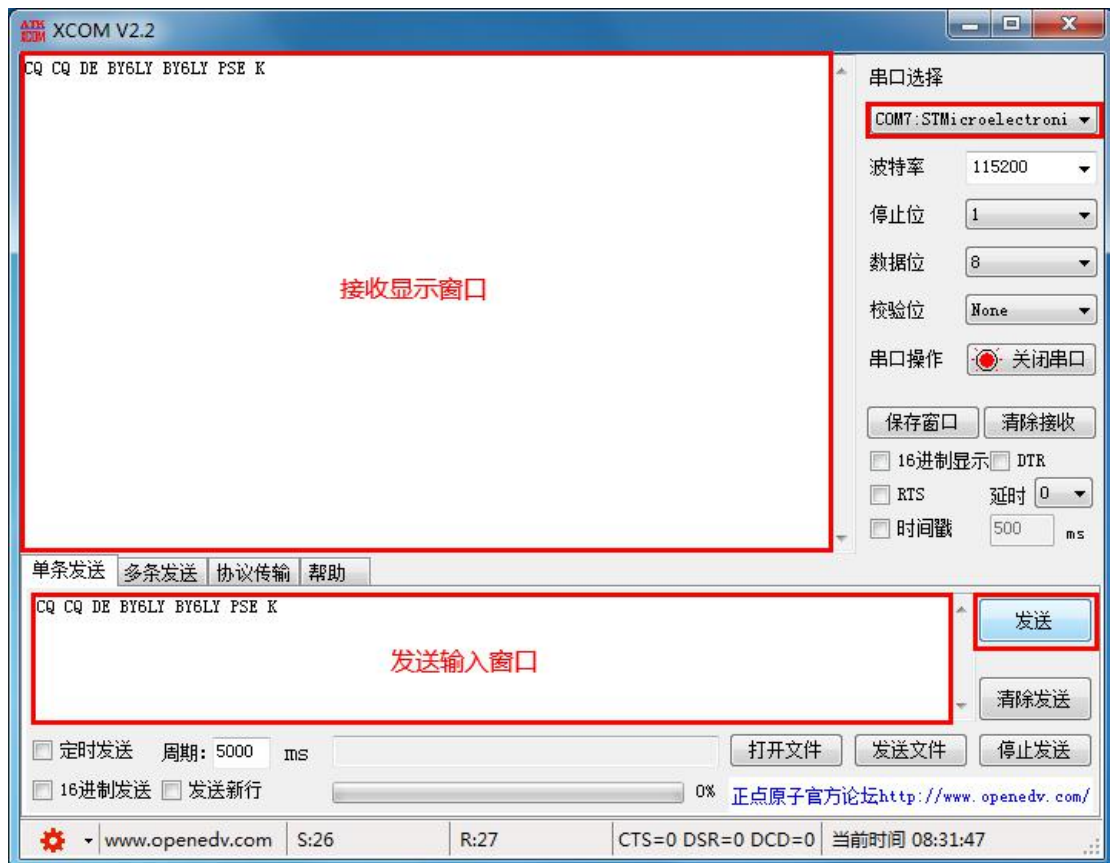 ATK XCOM XCOM V2.2
CQ CQ DE BY6LY BY6LY PSE K
接收显示窗口
串口选择
COM7:STMicroelectroni
波特率 115200
停止位 1
数据位 8
校验位 None
串口操作 关闭串口
保存窗口 清除接收
16进制显示 DTR
RTS 延时 0
时间戳 500 ms
单条发送 多条发送 协议传输 帮助
CQ CQ DE BY6LY BY6LY PSE K
发送输入窗口
发送
清除发送
定时发送 周期: 5000 ms 打开文件 发送文件 停止发送
16进制发送 发送新行 0% 正点原子官方论坛http://www.openedv.com/
www.openedv.com S:26 R:27 CTS=0 DSR=0 DCD=0 当前时间 08:31:47